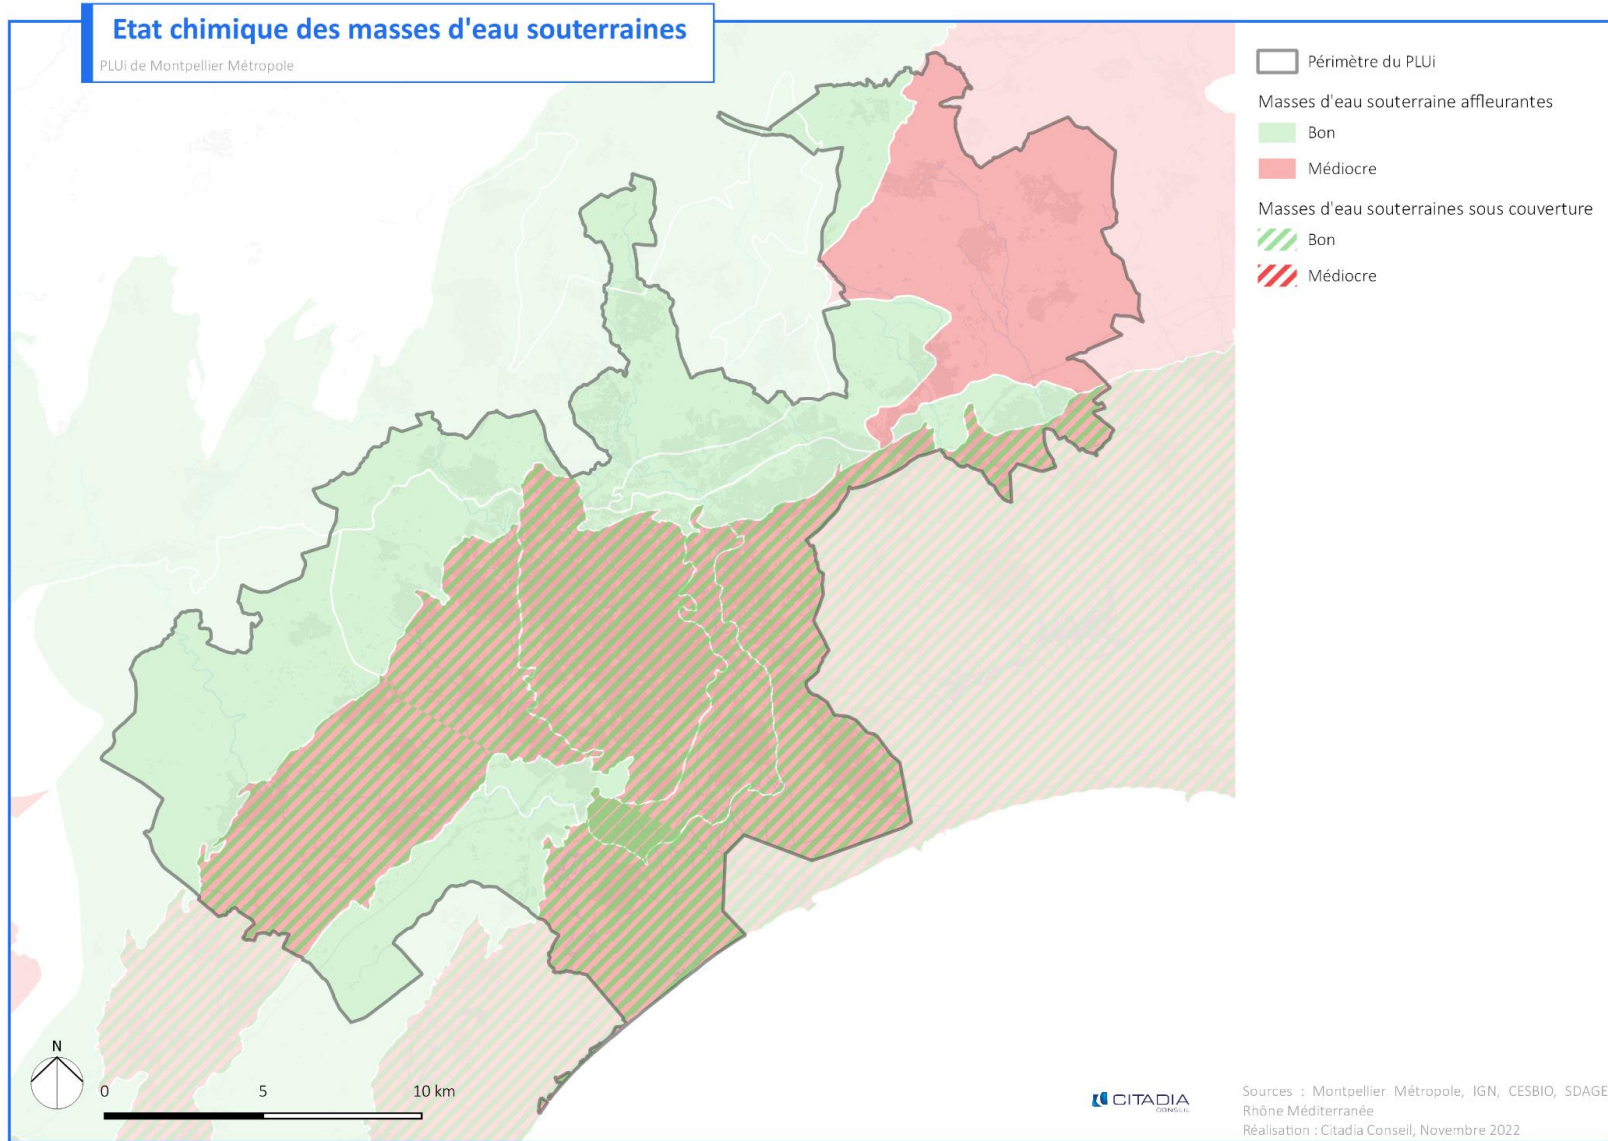 Etat chimique des masses d'eau souterraines
PLUi de Montpellier Métropole
Périmètre du PLUi
Masses d'eau souterraine affleurantes
Bon
Médiocre
Masses d'eau souterraines sous couverture
Bon
Médiocre
N
0 5 10 km
CITADIA
CONSEIL
Sources : Montpellier Métropole, IGN, CESBIO, SDAGE
Rhône Méditerranée
Réalisation : Citadia Conseil, Novembre 2022